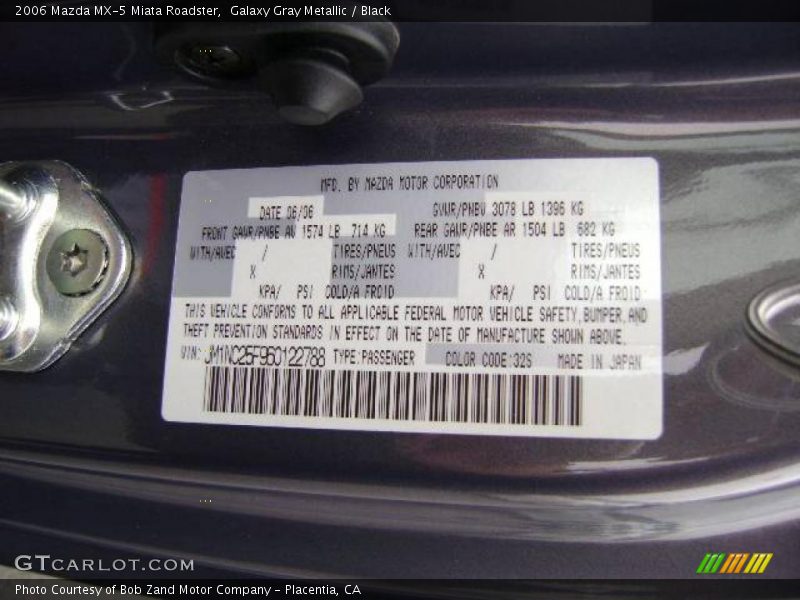 2006 Mazda MX-5 Miata Roadster, Galaxy Gray Metallic / Black
MFD. BY MAZDA MOTOR CORPORATION
DATE 06/06 GVWR/PNBV 3078 LB 1396 KG
FRONT GAWR/PNBE AV 1574 LB 714 KG REAR GAWR/PNBE AR 1504 LB 682 KG
WITH/AVEC / TIRES/PNEUS WITH/AVEC / TIRES/PNEUS
X RIMS/JANTES X RIMS/JANTES
KPA/ PSI COLD/A FROID KPA/ PSI COLD/A FROID
THIS VEHICLE CONFORMS TO ALL APPLICABLE FEDERAL MOTOR VEHICLE SAFETY, BUMPER, AND
THEFT PREVENTION STANDARDS IN EFFECT ON THE DATE OF MANUFACTURE SHOWN ABOVE.
VIN: JM1NC25F960122788 TYPE:PASSENGER COLOR CODE:32S MADE IN JAPAN
GTCARLOT.COM
Photo Courtesy of Bob Zand Motor Company - Placentia, CA